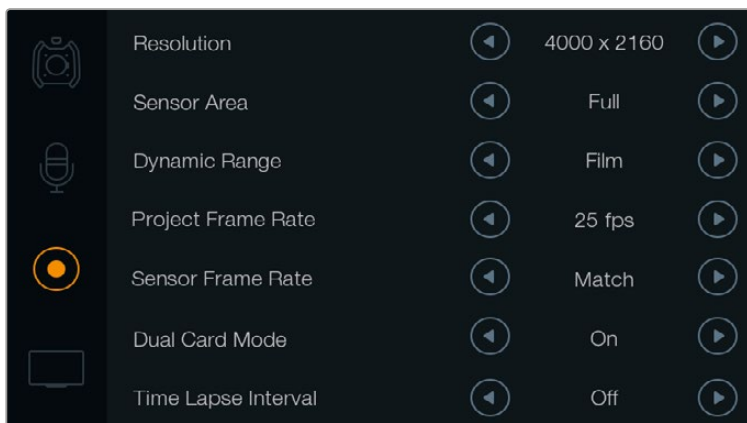 Resolution 4000 x 2160
Sensor Area Full
Dynamic Range Film
Project Frame Rate 25 fps
Sensor Frame Rate Match
Dual Card Mode On
Time Lapse Interval Off